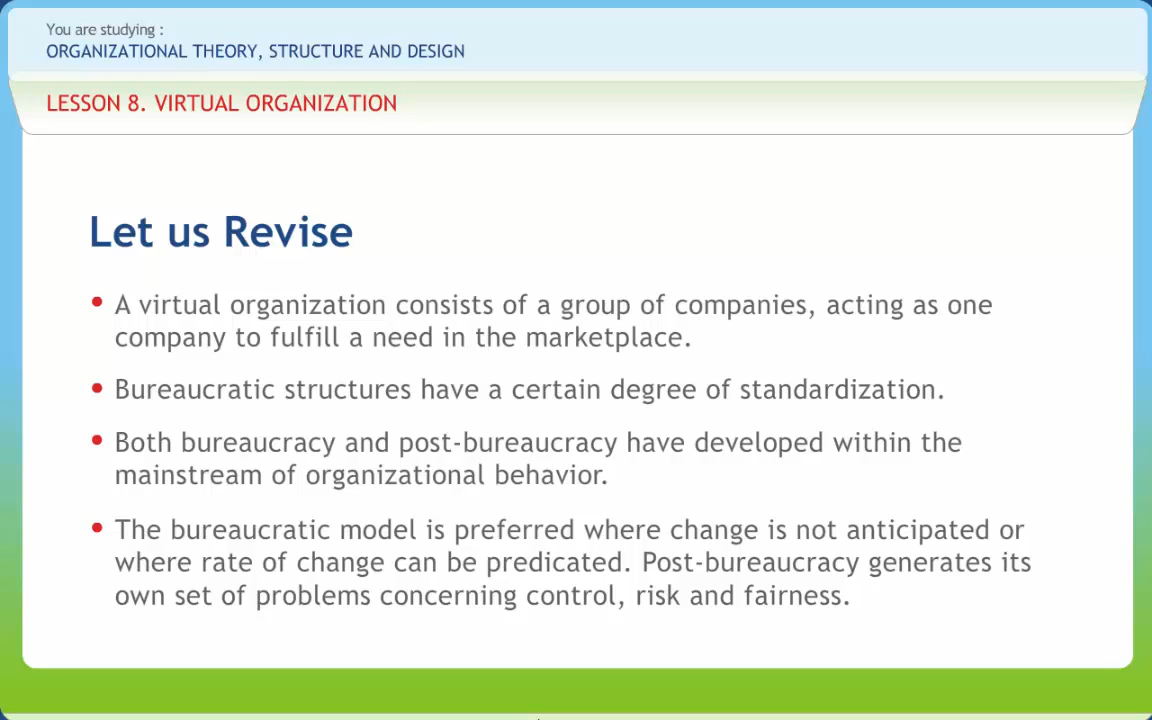 You are studying :
ORGANIZATIONAL THEORY, STRUCTURE AND DESIGN
LESSON 8. VIRTUAL ORGANIZATION
Let us Revise
• A virtual organization consists of a group of companies, acting as one
company to fulfill a need in the marketplace.
• Bureaucratic structures have a certain degree of standardization.
• Both bureaucracy and post-bureaucracy have developed within the
mainstream of organizational behavior.
• The bureaucratic model is preferred where change is not anticipated or
where rate of change can be predicated. Post-bureaucracy generates its
own set of problems concerning control, risk and fairness.